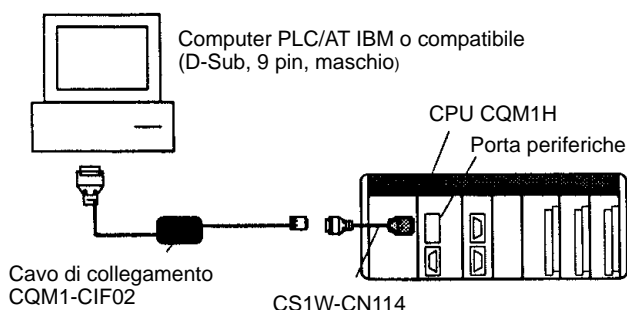 Computer PLC/AT IBM o compatibile
(D-Sub, 9 pin, maschio)
CPU CQM1H
Porta periferiche
Cavo di collegamento
CQM1-CIF02
CS1W-CN114